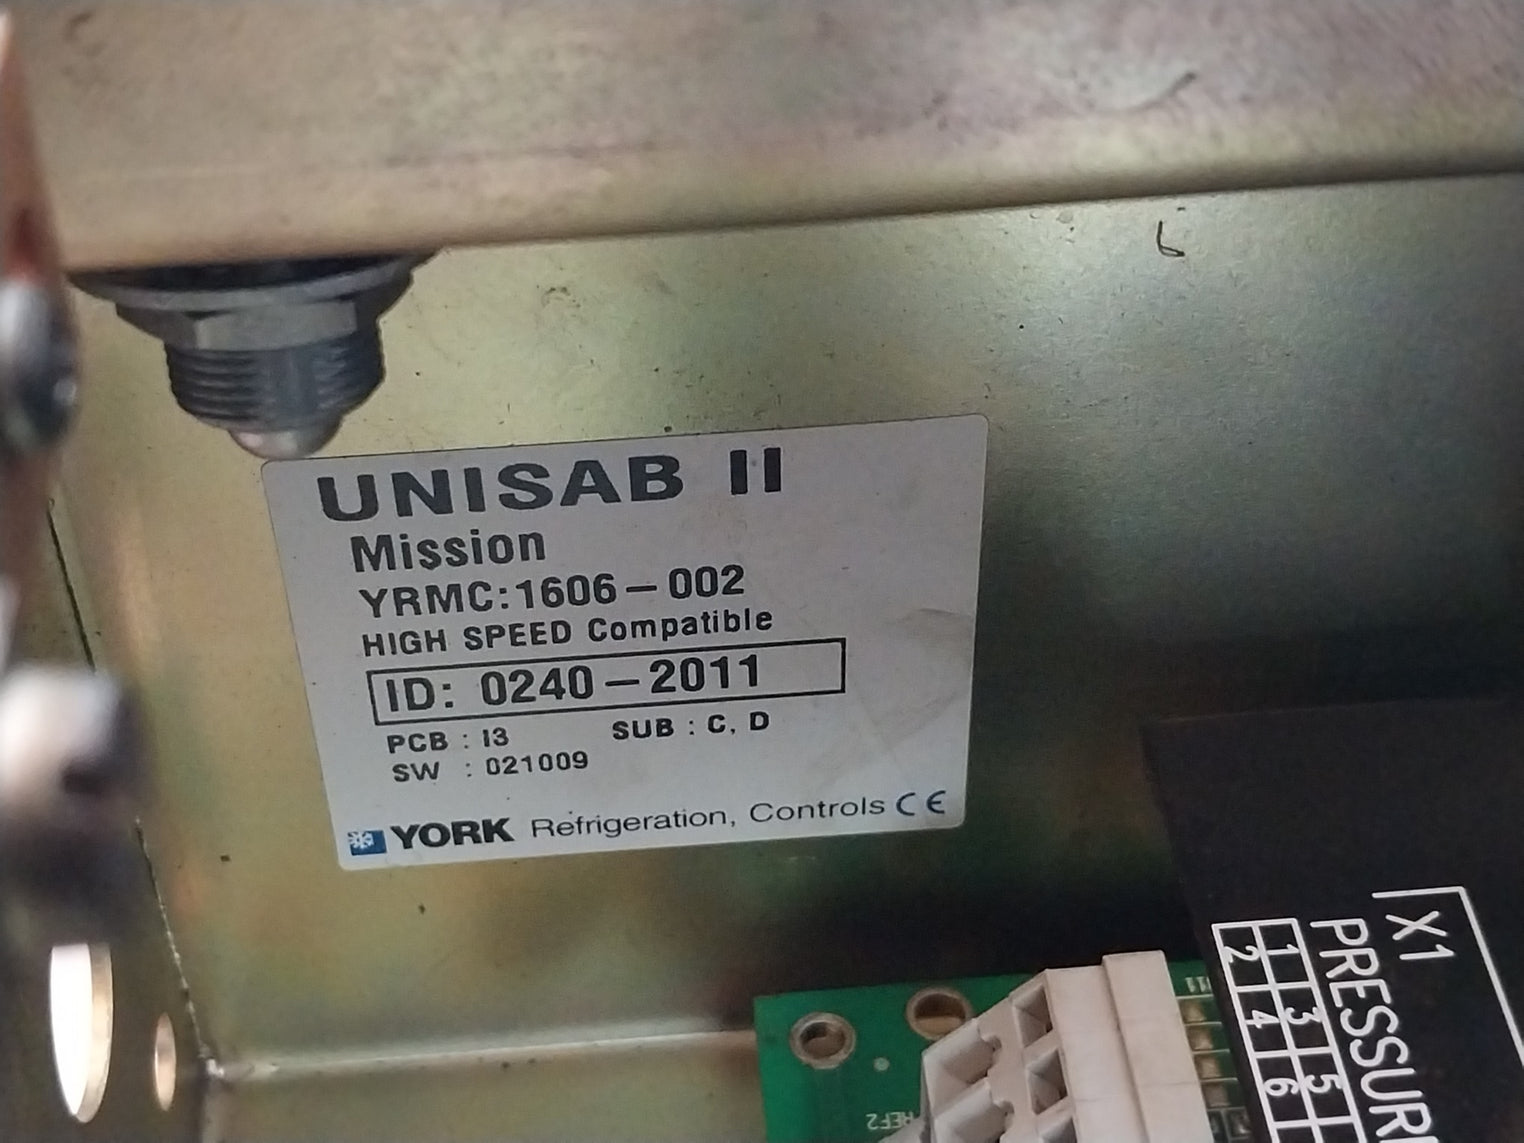 UNISAB II
Mission
YRMC:1606-002
HIGH SPEED Compatible
ID: 0240-2011
PCB : I3 SUB : C, D
SW : 021009
YORK Refrigeration, Controls CE
X1
PRESSUR
1 3 5
2 4 6
REF2